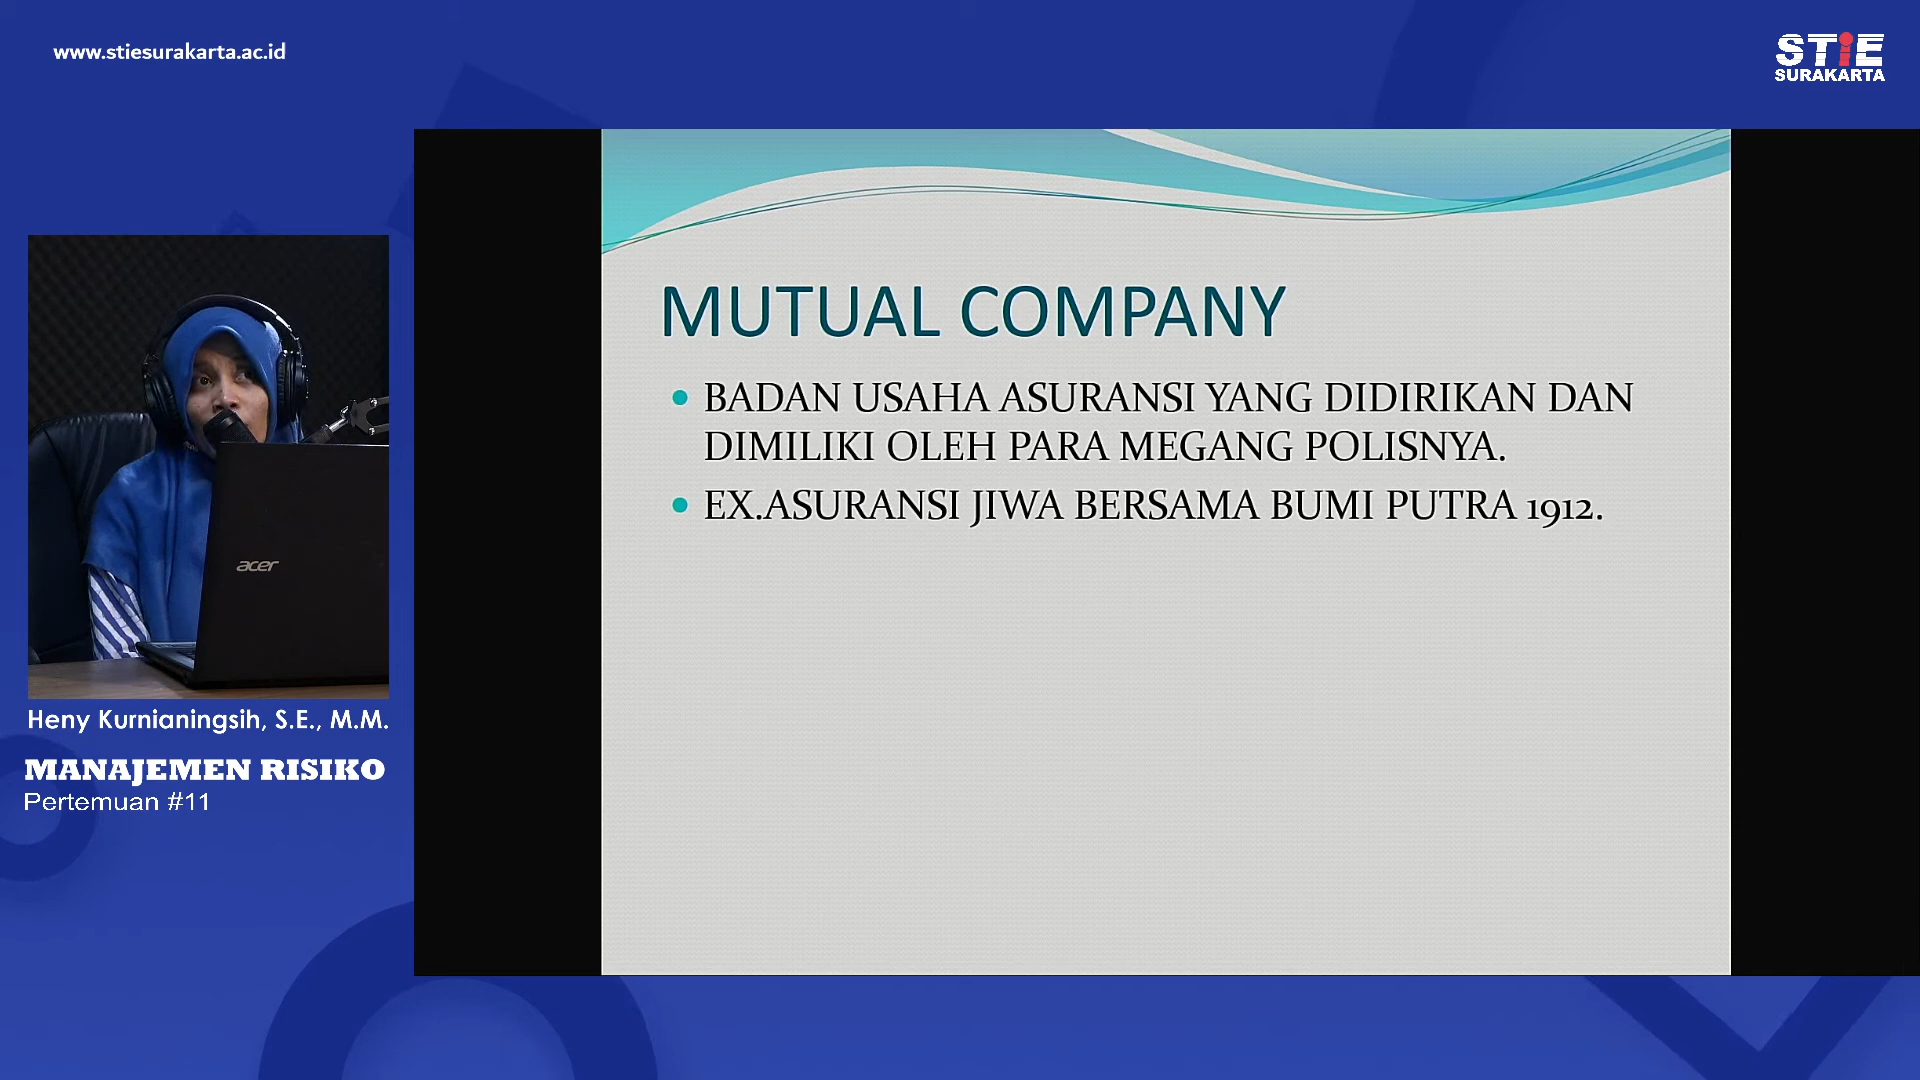 www.stiesurakarta.ac.id
STiE
SURAKARTA
MUTUAL COMPANY
• BADAN USAHA ASURANSI YANG DIDIRIKAN DAN
DIMILIKI OLEH PARA MEGANG POLISNYA.
• EX.ASURANSI JIWA BERSAMA BUMI PUTRA 1912.
acer
Heny Kurnianingsih, S.E., M.M.
MANAJEMEN RISIKO
Pertemuan #11